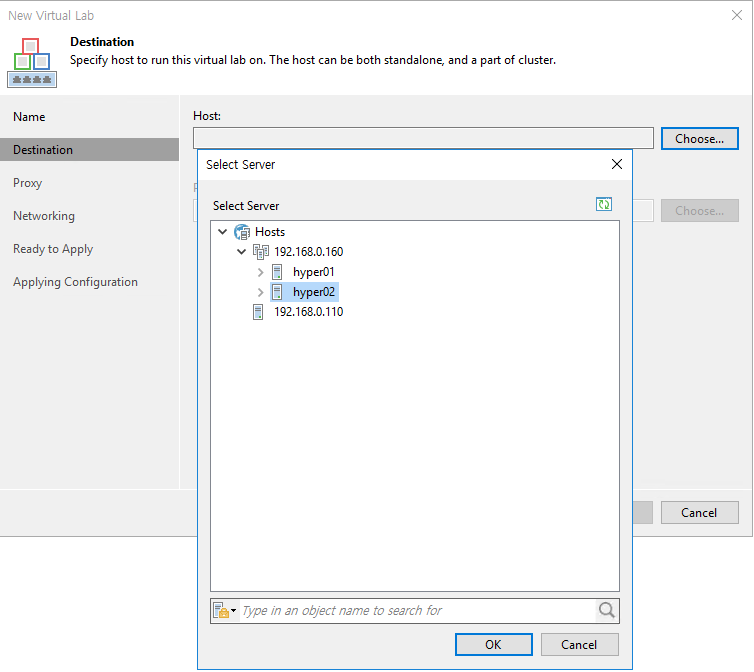 New Virtual Lab
Destination
Specify host to run this virtual lab on. The host can be both standalone, and a part of cluster.
Name
Destination
Proxy
Networking
Ready to Apply
Applying Configuration
Host:
Choose...
Select Server
Select Server
Hosts
192.168.0.160
hyper01
hyper02
192.168.0.110
Choose...
Cancel
Type in an object name to search for
OK
Cancel